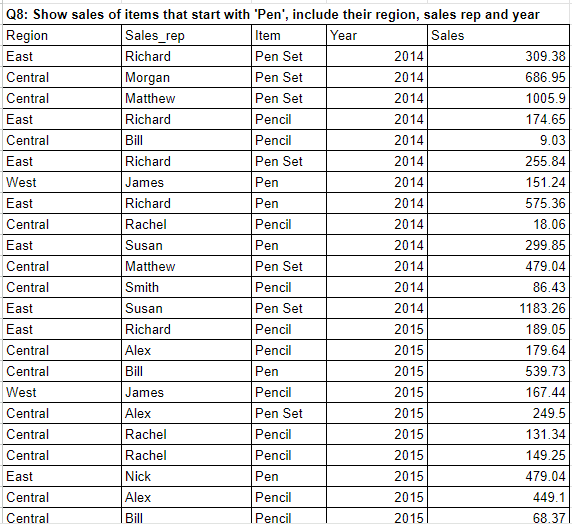 Q8: Show sales of items that start with 'Pen', include their region, sales rep and year
Region Sales_rep Item Year Sales
East Richard Pen Set 2014 309.38
Central Morgan Pen Set 2014 686.95
Central Matthew Pen Set 2014 1005.9
East Richard Pencil 2014 174.65
Central Bill Pencil 2014 9.03
East Richard Pen Set 2014 255.84
West James Pen 2014 151.24
East Richard Pen 2014 575.36
Central Rachel Pencil 2014 18.06
East Susan Pen 2014 299.85
Central Matthew Pen Set 2014 479.04
Central Smith Pencil 2014 86.43
East Susan Pen Set 2014 1183.26
East Richard Pencil 2015 189.05
Central Alex Pencil 2015 179.64
Central Bill Pen 2015 539.73
West James Pencil 2015 167.44
Central Alex Pen Set 2015 249.5
Central Rachel Pencil 2015 131.34
Central Rachel Pencil 2015 149.25
East Nick Pen 2015 479.04
Central Alex Pencil 2015 449.1
Central Bill Pencil 2015 68.37